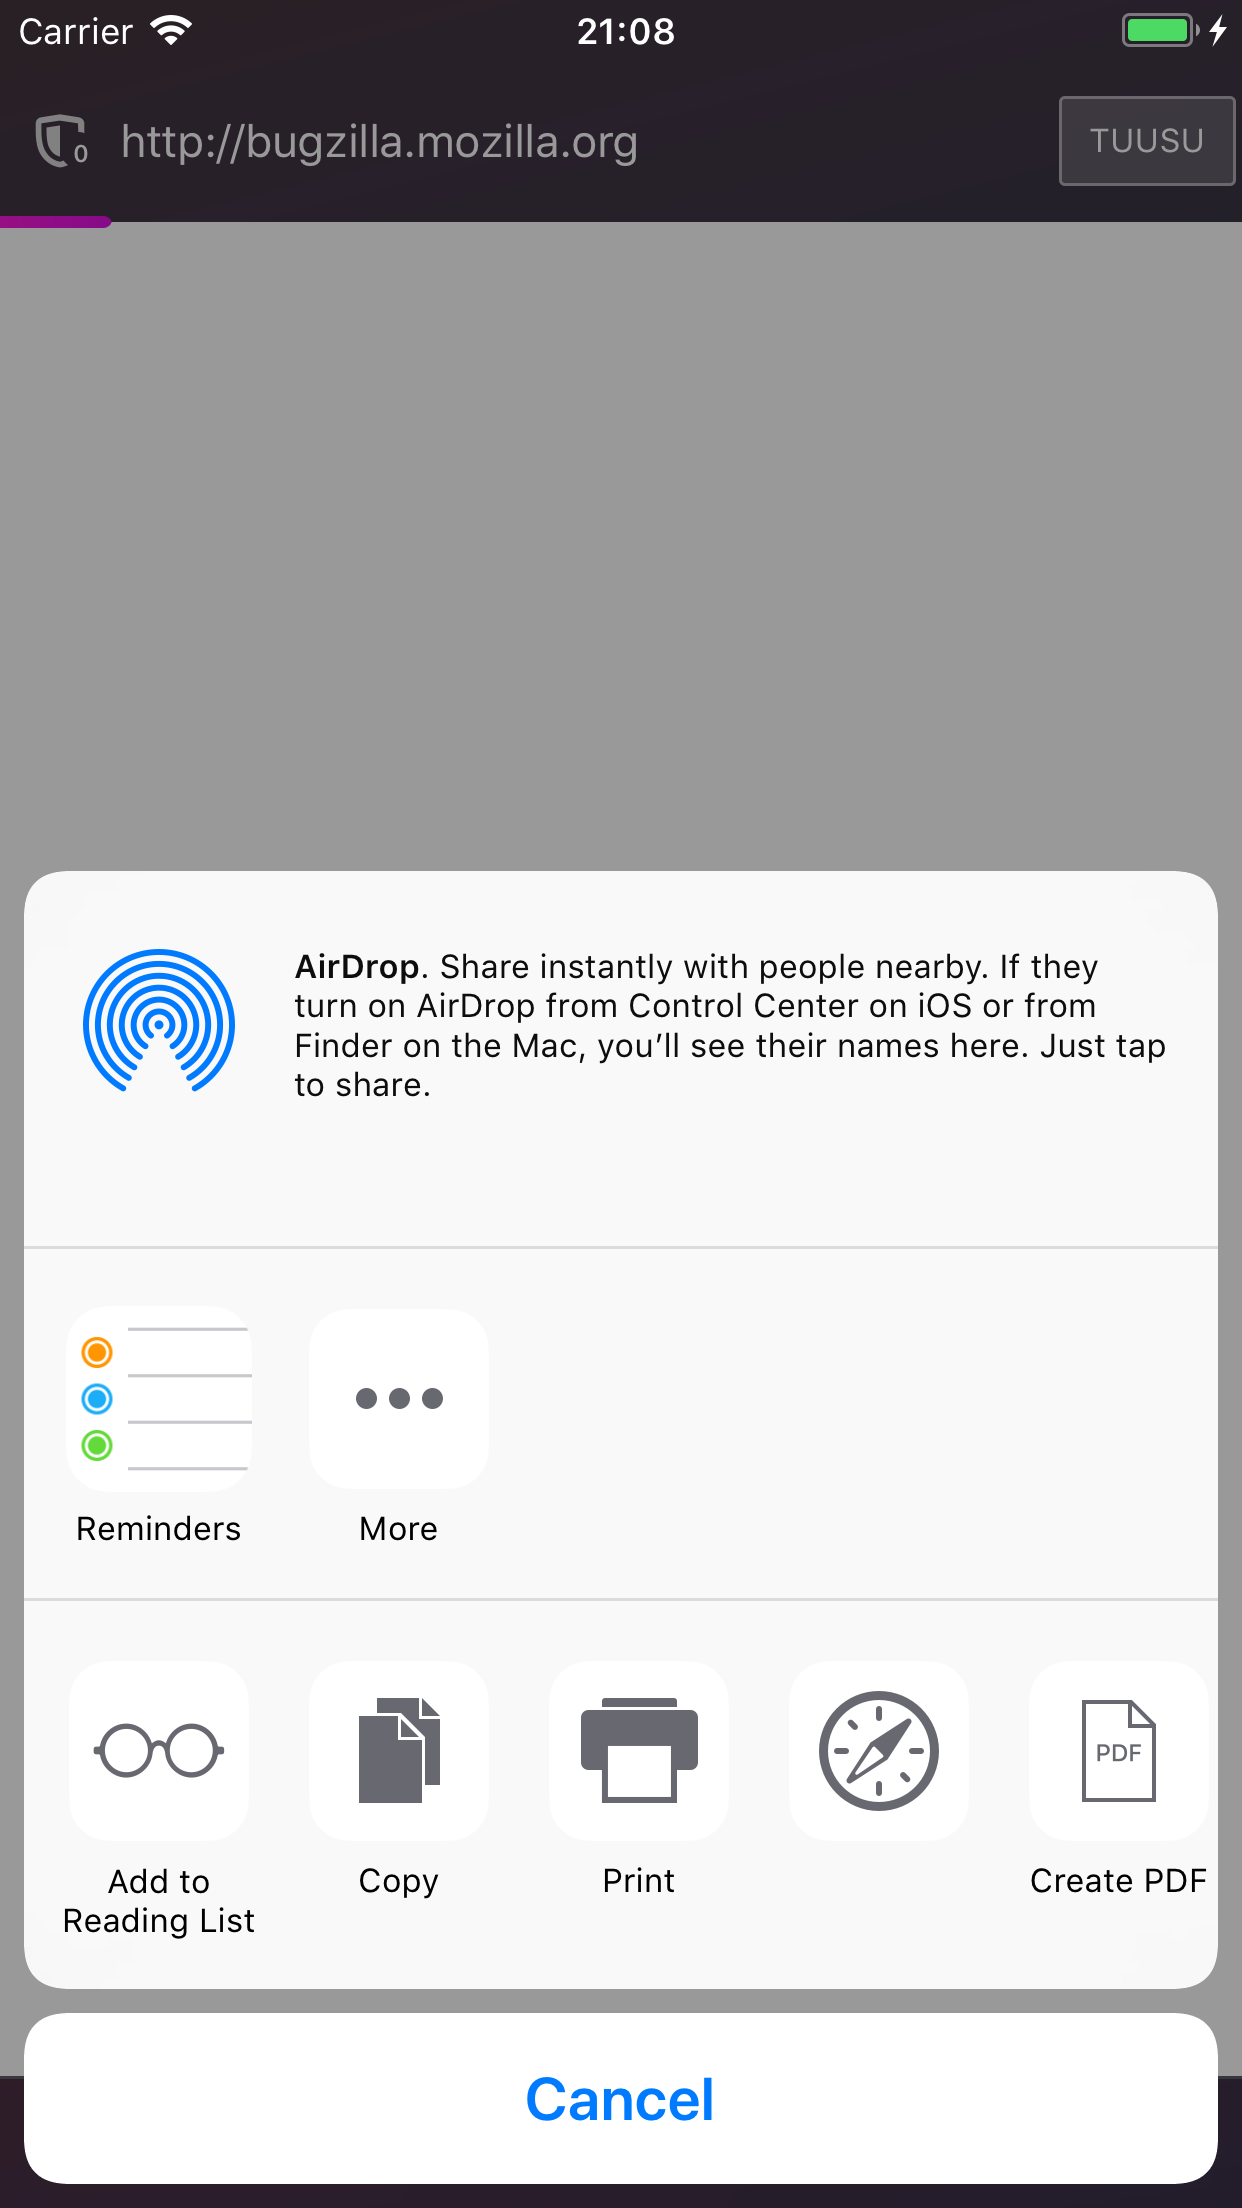 Carrier 21:08
0 http://bugzilla.mozilla.org TUUSU
AirDrop. Share instantly with people nearby. If they
turn on AirDrop from Control Center on iOS or from
Finder on the Mac, you’ll see their names here. Just tap
to share.
Reminders More
PDF
Add to
Reading List
Copy
Print
Create PDF
Cancel